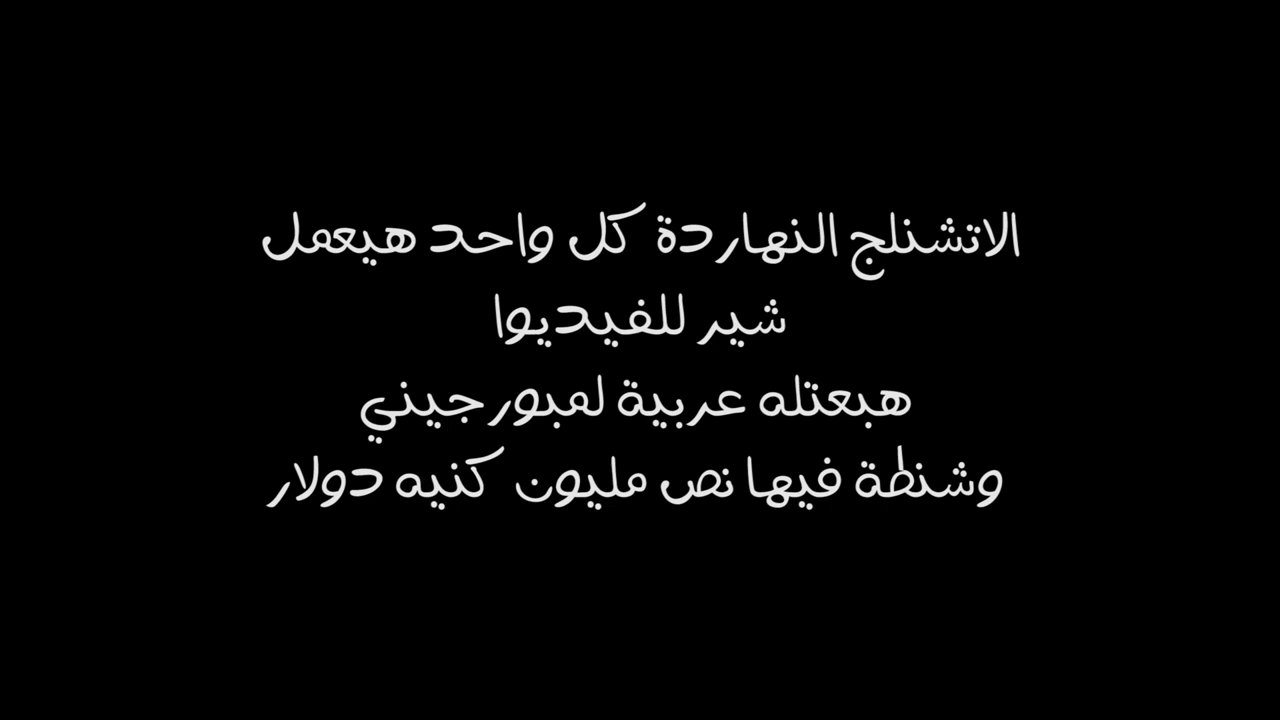 الاتشنلج النهاردة كل واحد هيعمل
شير للفيديوا
هبعتله عربية لمبورجيني
وشنطة فيها نص مليون كنيه دولار